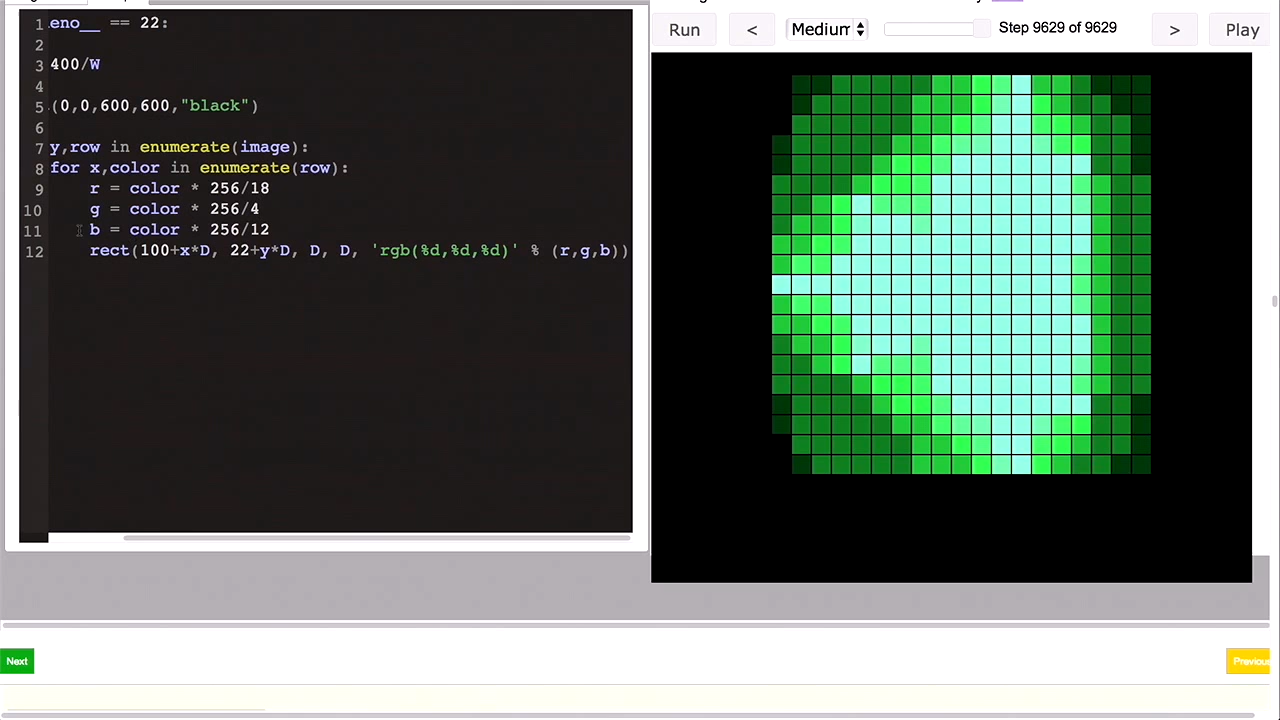 1 eno__ == 22:
2
3 400/W
4
5 (0,0,600,600,"black")
6
7 y,row in enumerate(image):
8 for x,color in enumerate(row):
9 r = color * 256/18
10 g = color * 256/4
11 b = color * 256/12
12 rect(100+x*D, 22+y*D, D, D, 'rgb(%d,%d,%d)' % (r,g,b))
Run < Medium Step 9629 of 9629 > Play
Next
Previous